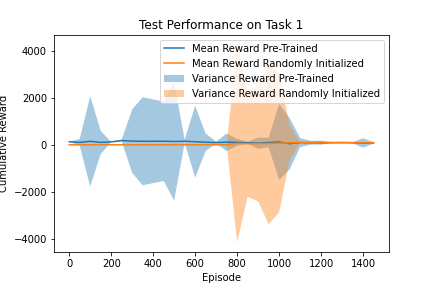 Test Performance on Task 1
Mean Reward Pre-Trained
Mean Reward Randomly Initialized
Variance Reward Pre-Trained
Variance Reward Randomly Initialized
4000
2000
0
−2000
−4000
Cumulative Reward
0 200 400 600 800 1000 1200 1400
Episode